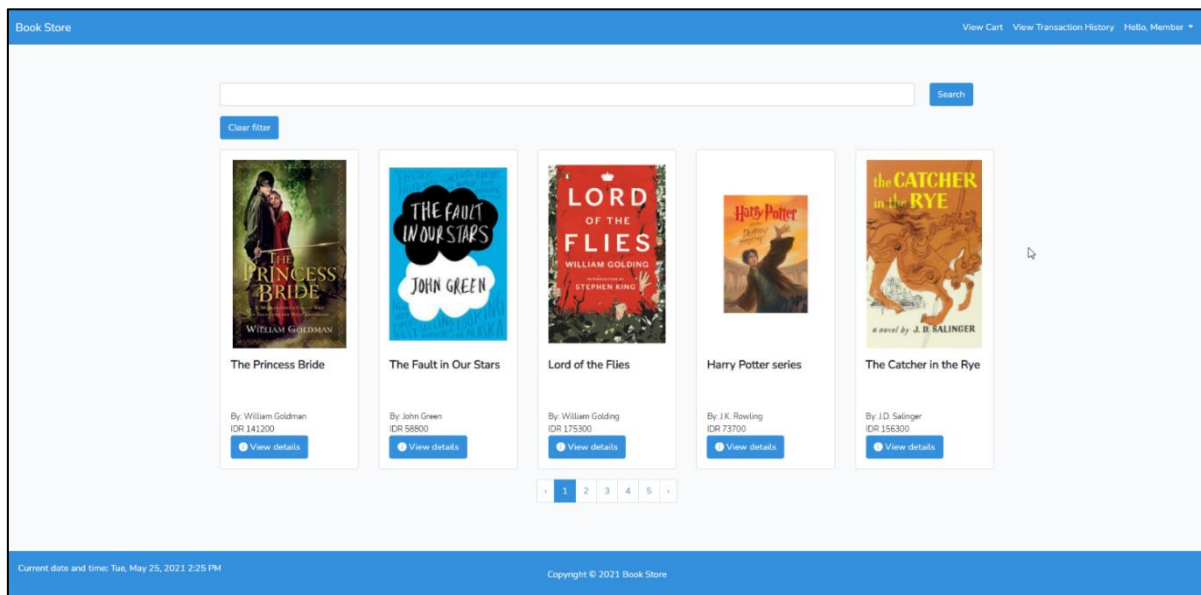 Book Store
View Cart View Transaction History Hello, Member
Search
Clear filter
THE
PRINCESS
BRIDE
WILLIAM GOLDMAN
THE FAULT
IN OUR STARS
JOHN GREEN
LORD
OF THE
FLIES
WILLIAM GOLDING
INTRODUCTION BY
STEPHEN KING
Harry Potter
the CATCHER
in the RYE
a novel by J. D. SALINGER
The Princess Bride
By: William Goldman
IDR 141200
View details
The Fault in Our Stars
By: John Green
IDR 58800
View details
Lord of the Flies
By: William Golding
IDR 175300
View details
Harry Potter series
By: J.K. Rowling
IDR 73700
View details
The Catcher in the Rye
By: J.D. Salinger
IDR 156300
View details
‹ 1 2 3 4 5 ›
Current date and time: Tue, May 25, 2021 2:25 PM
Copyright © 2021 Book Store